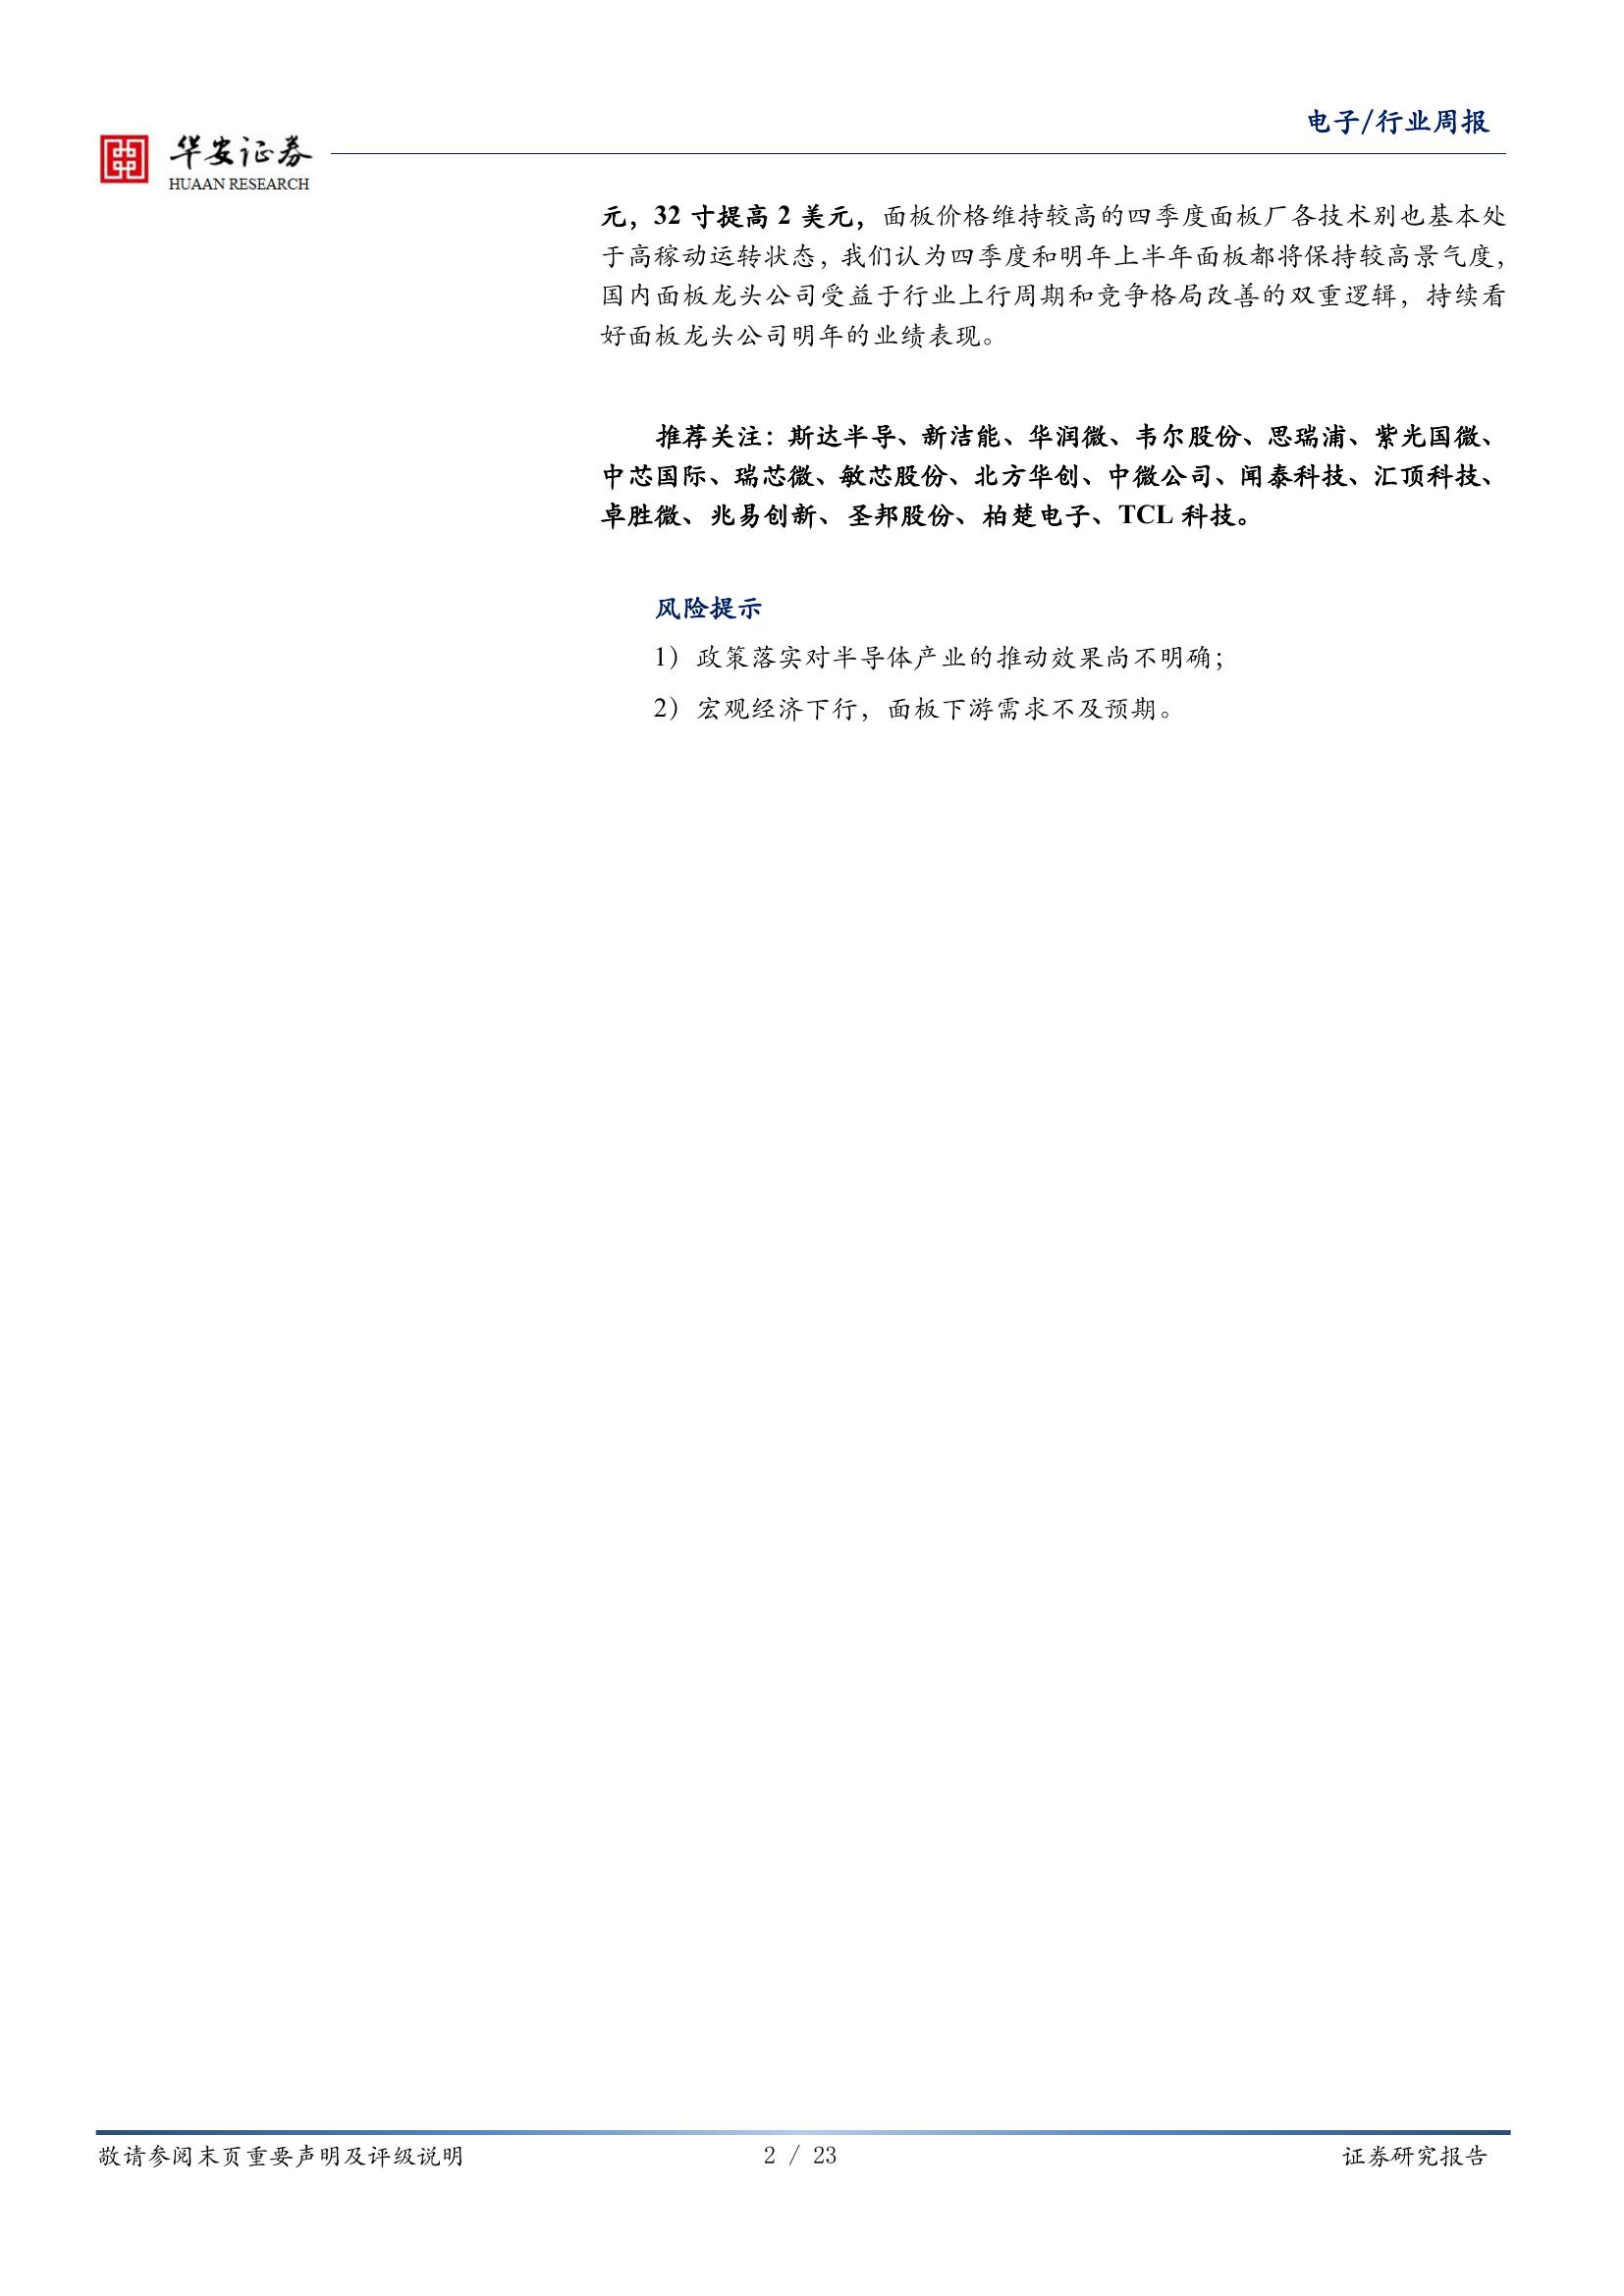 电子/行业周报
华安证券
HUAAN RESEARCH
元，32 寸提高 2 美元，面板价格维持较高的四季度面板厂各技术别也基本处
于高稼动运转状态，我们认为四季度和明年上半年面板都将保持较高景气度，
国内面板龙头公司受益于行业上行周期和竞争格局改善的双重逻辑，持续看
好面板龙头公司明年的业绩表现。
推荐关注：斯达半导、新洁能、华润微、韦尔股份、思瑞浦、紫光国微、
中芯国际、瑞芯微、敏芯股份、北方华创、中微公司、闻泰科技、汇顶科技、
卓胜微、兆易创新、圣邦股份、柏楚电子、TCL 科技。
风险提示
1）政策落实对半导体产业的推动效果尚不明确；
2）宏观经济下行，面板下游需求不及预期。
敬请参阅末页重要声明及评级说明
2 / 23
证券研究报告